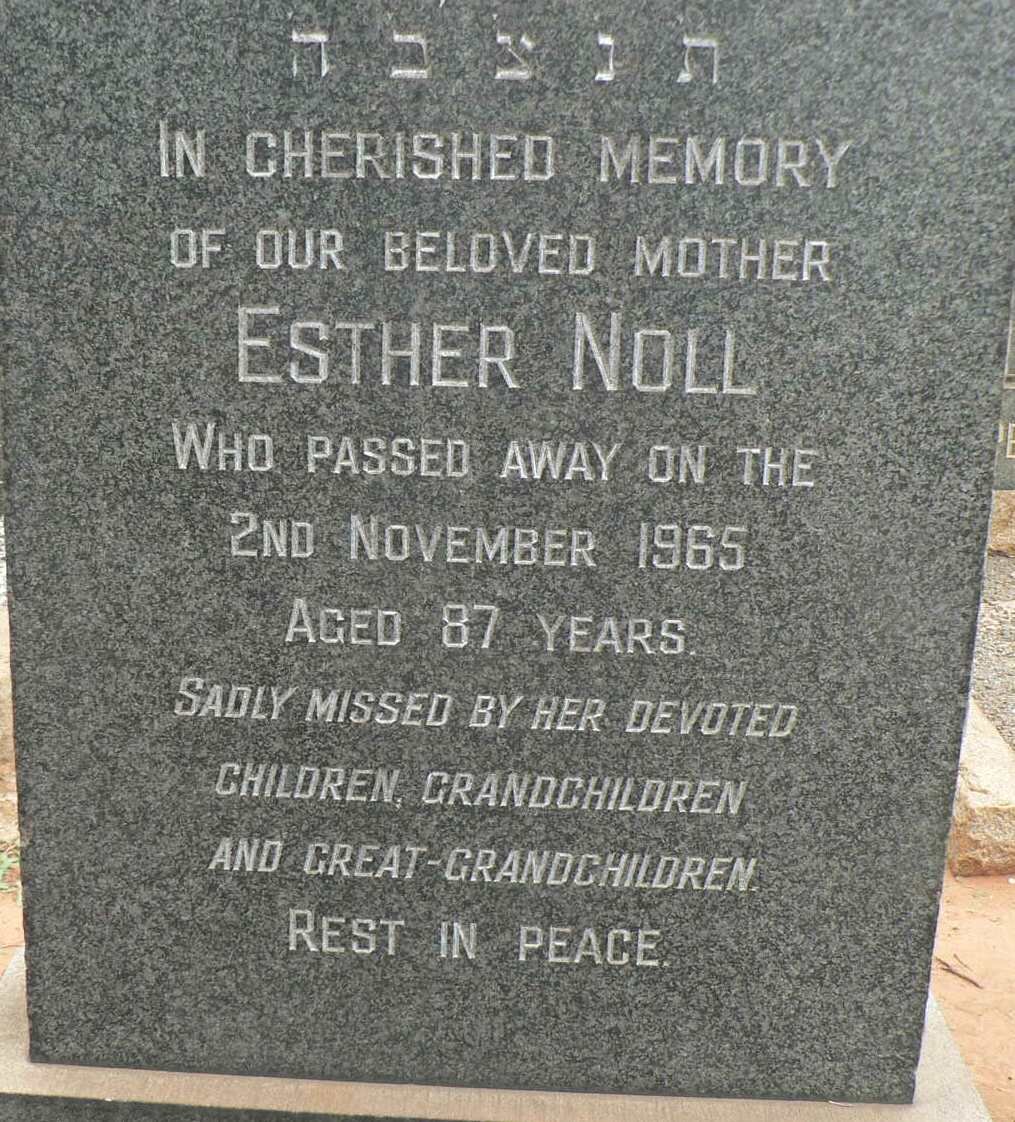 ת נ צ ב ה
IN CHERISHED MEMORY
OF OUR BELOVED MOTHER
ESTHER NOLL
WHO PASSED AWAY ON THE
2ND NOVEMBER 1965
AGED 87 YEARS.
SADLY MISSED BY HER DEVOTED
CHILDREN, GRANDCHILDREN
AND GREAT-GRANDCHILDREN.
REST IN PEACE.